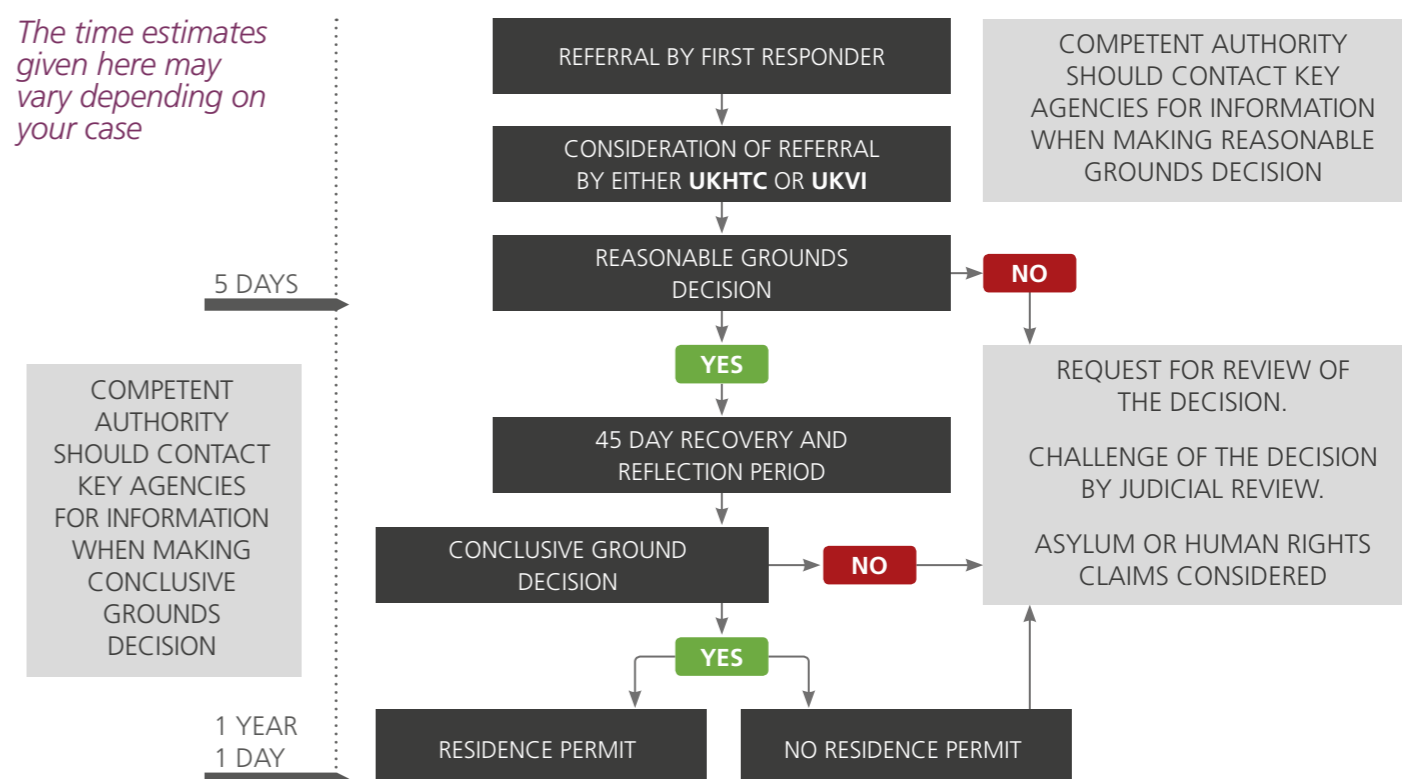 The time estimates
given here may
vary depending on
your case
REFERRAL BY FIRST RESPONDER
COMPETENT AUTHORITY
SHOULD CONTACT KEY
AGENCIES FOR INFORMATION
WHEN MAKING REASONABLE
GROUNDS DECISION
CONSIDERATION OF REFERRAL
BY EITHER UKHTC OR UKVI
REASONABLE GROUNDS
DECISION
NO
5 DAYS
YES
REQUEST FOR REVIEW OF
THE DECISION.
CHALLENGE OF THE DECISION
BY JUDICIAL REVIEW.
ASYLUM OR HUMAN RIGHTS
CLAIMS CONSIDERED
COMPETENT
AUTHORITY
SHOULD CONTACT
KEY AGENCIES
FOR INFORMATION
WHEN MAKING
CONCLUSIVE
GROUNDS
DECISION
45 DAY RECOVERY AND
REFLECTION PERIOD
CONCLUSIVE GROUND
DECISION
NO
YES
1 YEAR
1 DAY
RESIDENCE PERMIT
NO RESIDENCE PERMIT